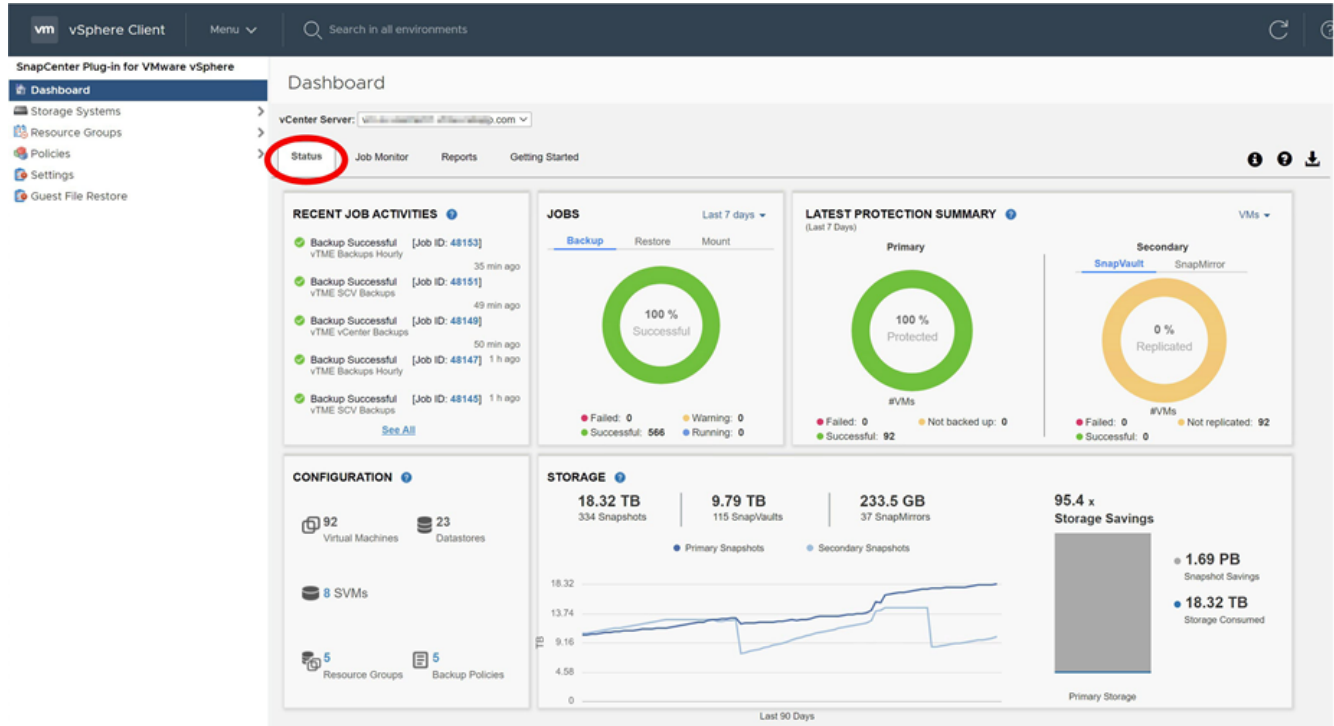 vm vSphere Client Menu Search in all environments
SnapCenter Plug-in for VMware vSphere
Dashboard
Storage Systems
Resource Groups
Policies
Settings
Guest File Restore
Dashboard
vCenter Server: .com
Status Job Monitor Reports Getting Started
RECENT JOB ACTIVITIES
Backup Successful [Job ID: 48153]
vTME Backups Hourly
35 min ago
Backup Successful [Job ID: 48151]
vTME SCV Backups
49 min ago
Backup Successful [Job ID: 48149]
vTME vCenter Backups
50 min ago
Backup Successful [Job ID: 48147] 1 h ago
vTME Backups Hourly
Backup Successful [Job ID: 48145] 1 h ago
vTME SCV Backups
See All
JOBS Last 7 days
Backup Restore Mount
100 %
Successful
Failed: 0 Warning: 0
Successful: 566 Running: 0
LATEST PROTECTION SUMMARY VMs
(Last 7 Days)
Primary
100 %
Protected
#VMs
Failed: 0 Not backed up: 0
Successful: 92
Secondary
SnapVault SnapMirror
0 %
Replicated
#VMs
Failed: 0 Not replicated: 92
Successful: 0
CONFIGURATION
92
Virtual Machines
23
Datastores
8 SVMs
5
Resource Groups
5
Backup Policies
STORAGE
18.32 TB 9.79 TB 233.5 GB
334 Snapshots 115 SnapVaults 37 SnapMirrors
Primary Snapshots Secondary Snapshots
18.32
13.74
9.16
4.58
0
TB
Last 90 Days
95.4 x
Storage Savings
1.69 PB
Snapshot Savings
18.32 TB
Storage Consumed
Primary Storage